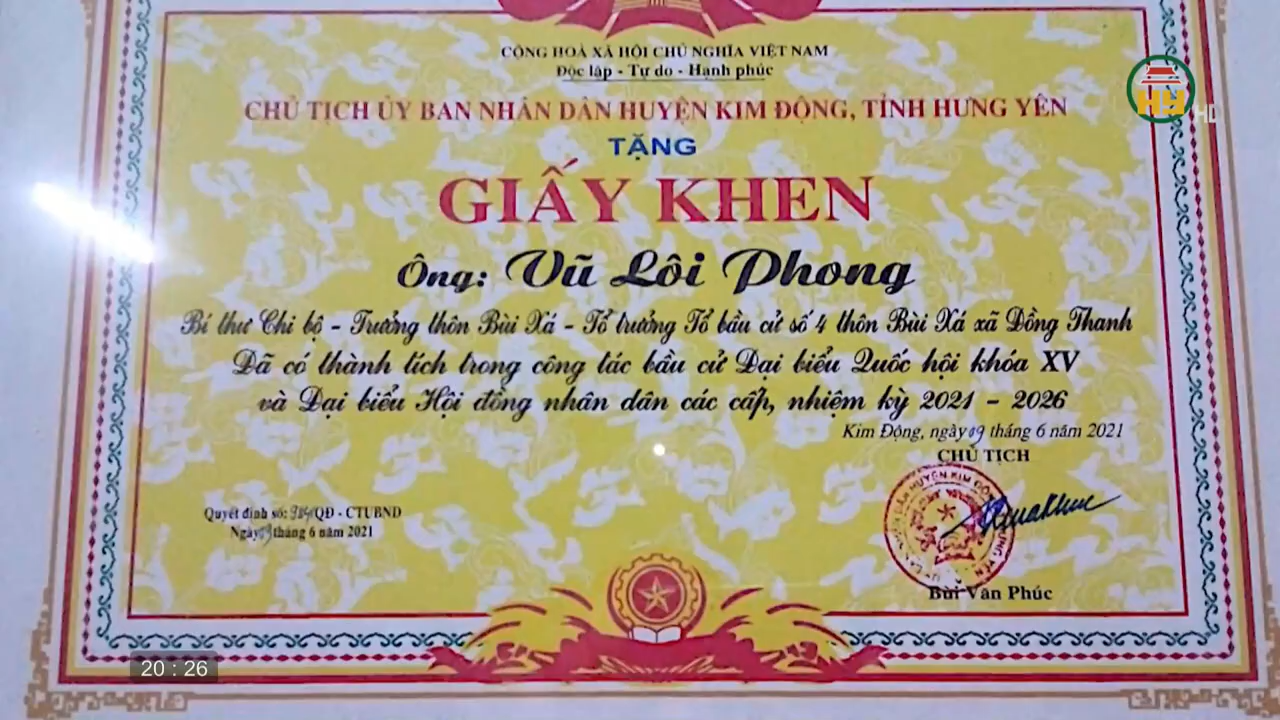 CỘNG HOÀ XÃ HỘI CHỦ NGHĨA VIỆT NAM
Độc lập - Tự do - Hạnh phúc
HY HD
CHỦ TỊCH ỦY BAN NHÂN DÂN HUYỆN KIM ĐỘNG, TỈNH HƯNG YÊN
TẶNG
GIẤY KHEN
Ông: Vũ Lôi Phong
Bí thư Chi bộ - Trưởng thôn Bùi Xá - Tổ trưởng Tổ bầu cử số 4 thôn Bùi Xá xã Đồng Thanh
Đã có thành tích trong công tác bầu cử Đại biểu Quốc hội khóa XV
và Đại biểu Hội đồng nhân dân các cấp, nhiệm kỳ 2021 - 2026
Kim Động, ngày 09 tháng 6 năm 2021
CHỦ TỊCH
Quyết định số: QĐ - CTUBND
Ngày tháng 6 năm 2021
Bùi Văn Phúc
20 : 26